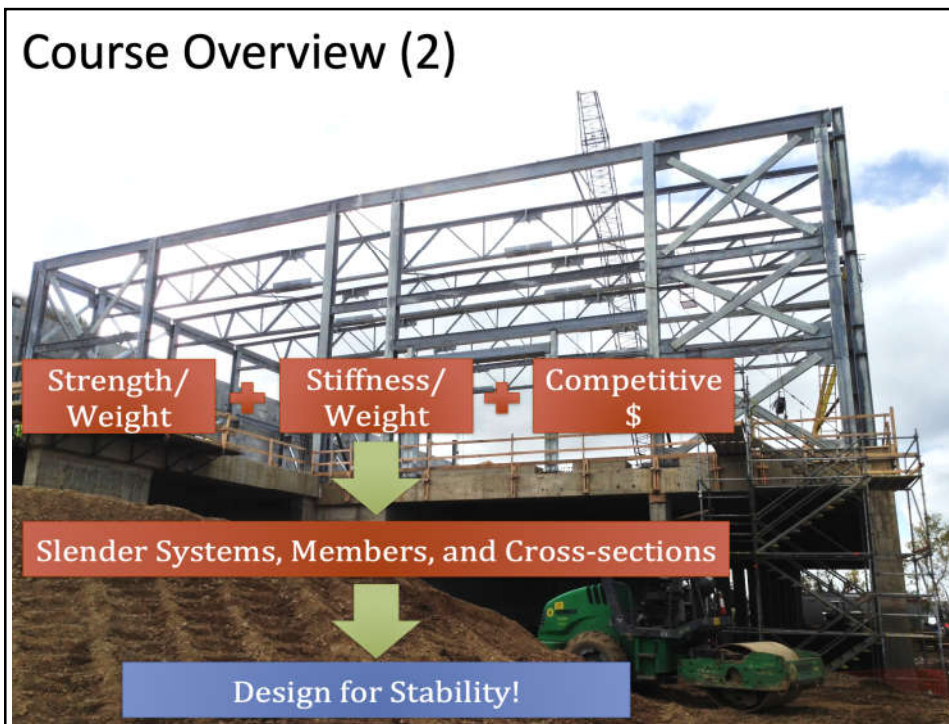 Course Overview (2)
Strength/
Weight
Stiffness/
Weight
Competitive
$
Slender Systems, Members, and Cross-sections
Design for Stability!